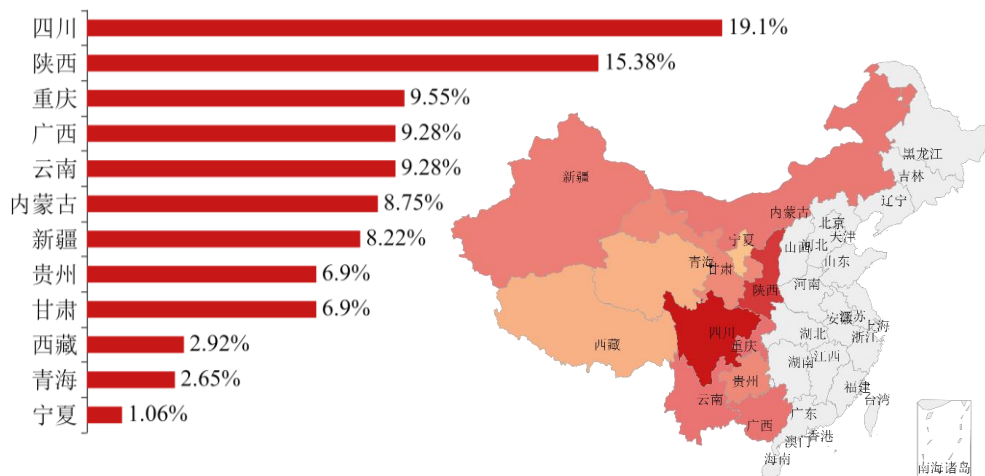 四川 19.1%
陕西 15.38%
重庆 9.55%
广西 9.28%
云南 9.28%
内蒙古 8.75%
新疆 8.22%
贵州 6.9%
甘肃 6.9%
西藏 2.92%
青海 2.65%
宁夏 1.06%
黑龙江
吉林
新疆
辽宁
内蒙古
北京
宁夏
天津
山西
河北
青海
甘肃
山东
河南
陕西
安徽
江苏
上海
四川
湖北
浙江
重庆
西藏
湖南
江西
贵州
福建
云南
台湾
广东
广西
香港
澳门
海南
南海诸岛